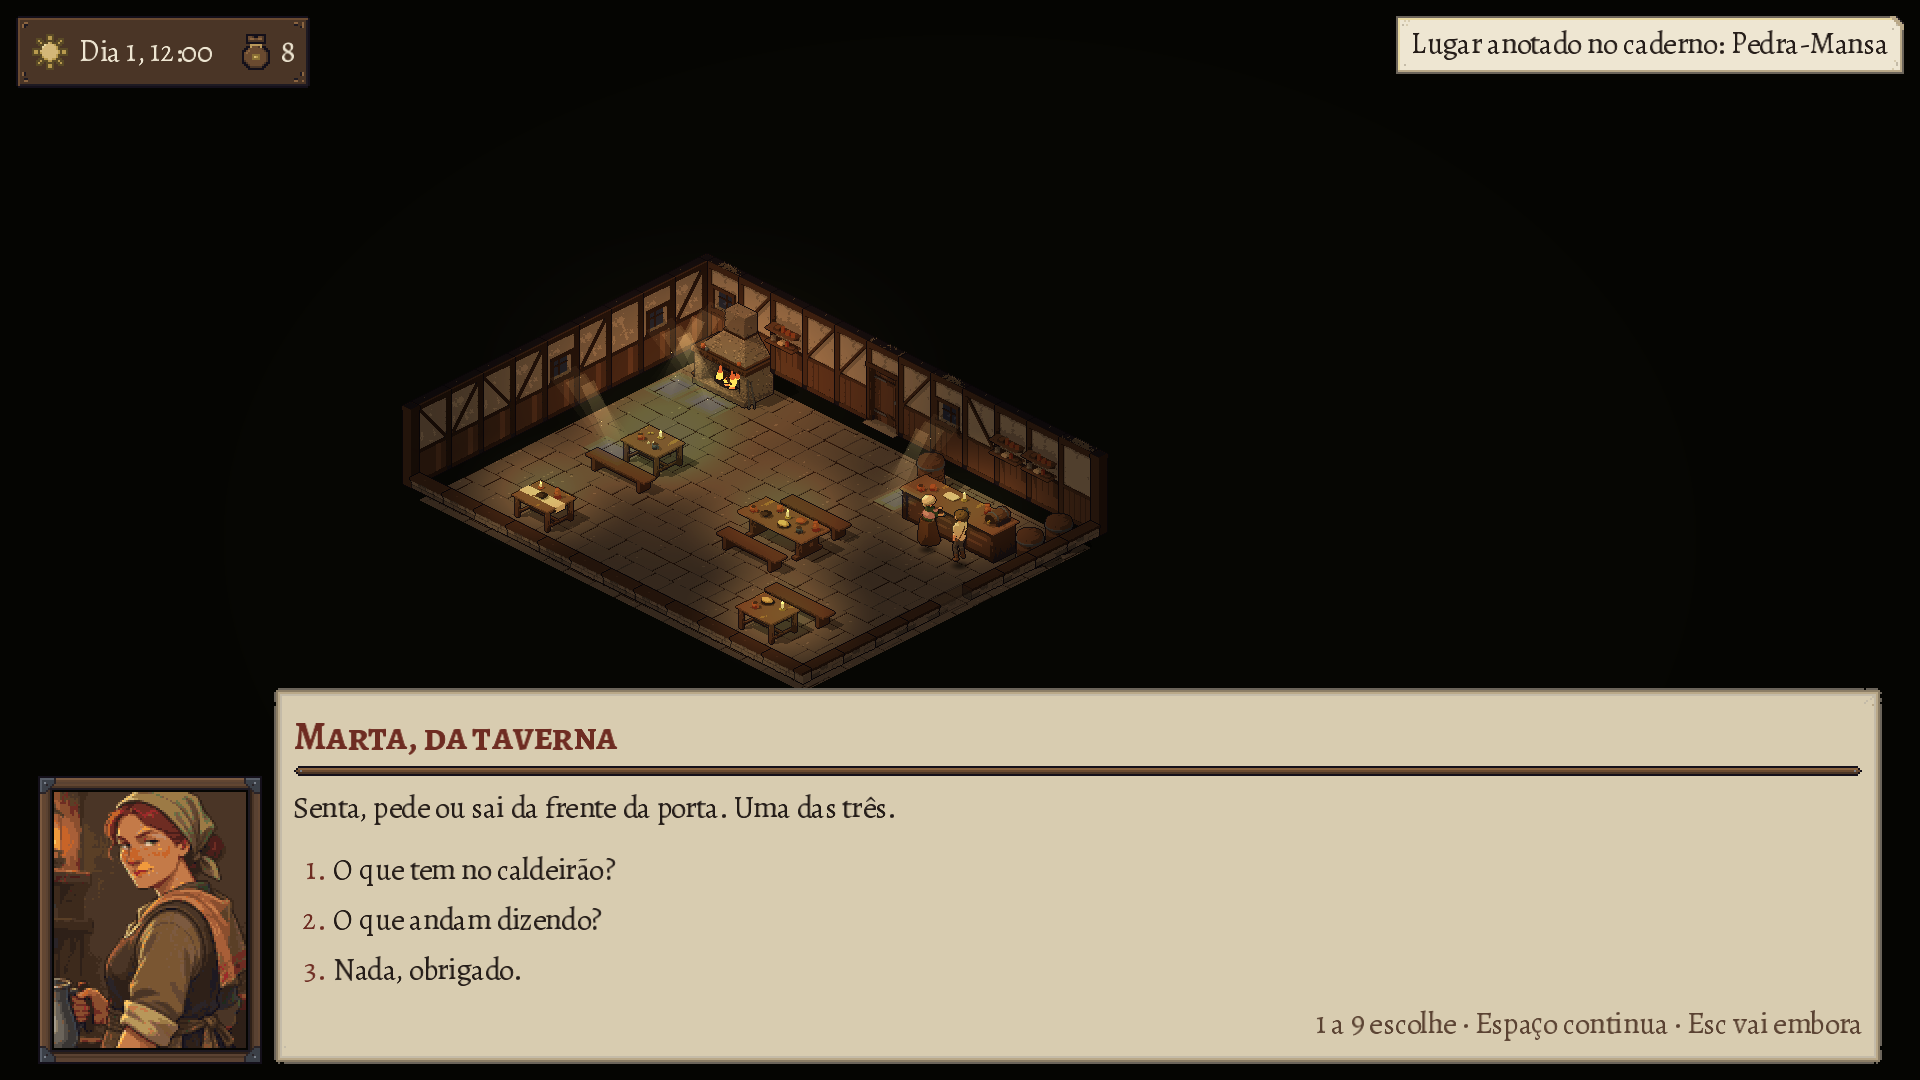 Dia 1, 12:00 8
Lugar anotado no caderno: Pedra-Mansa
Marta, da taverna
Senta, pede ou sai da frente da porta. Uma das três.
1. O que tem no caldeirão?
2. O que andam dizendo?
3. Nada, obrigado.
1 a 9 escolhe · Espaço continua · Esc vai embora